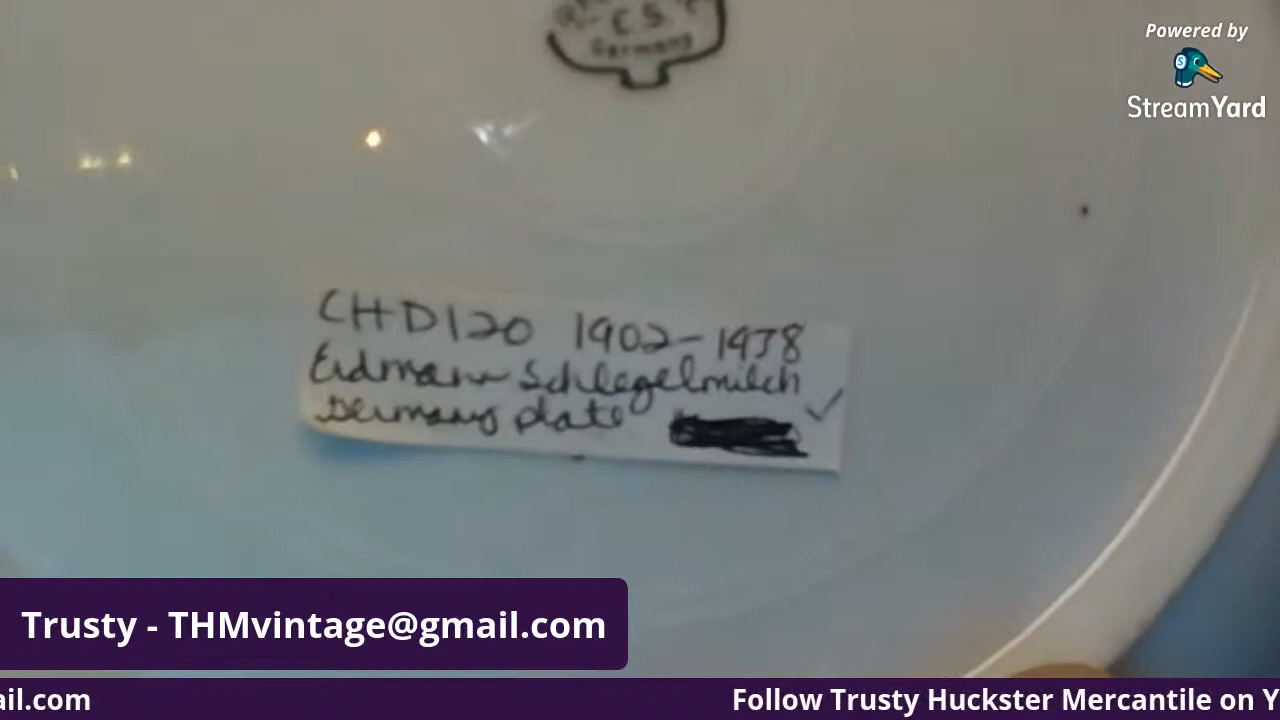 Powered by
StreamYard
E.S.
Germany
CHD120 1902-1938
Erdmann Schlegelmilch
Germany plate
Trusty - THMvintage@gmail.com
ail.com
Follow Trusty Huckster Mercantile on Y